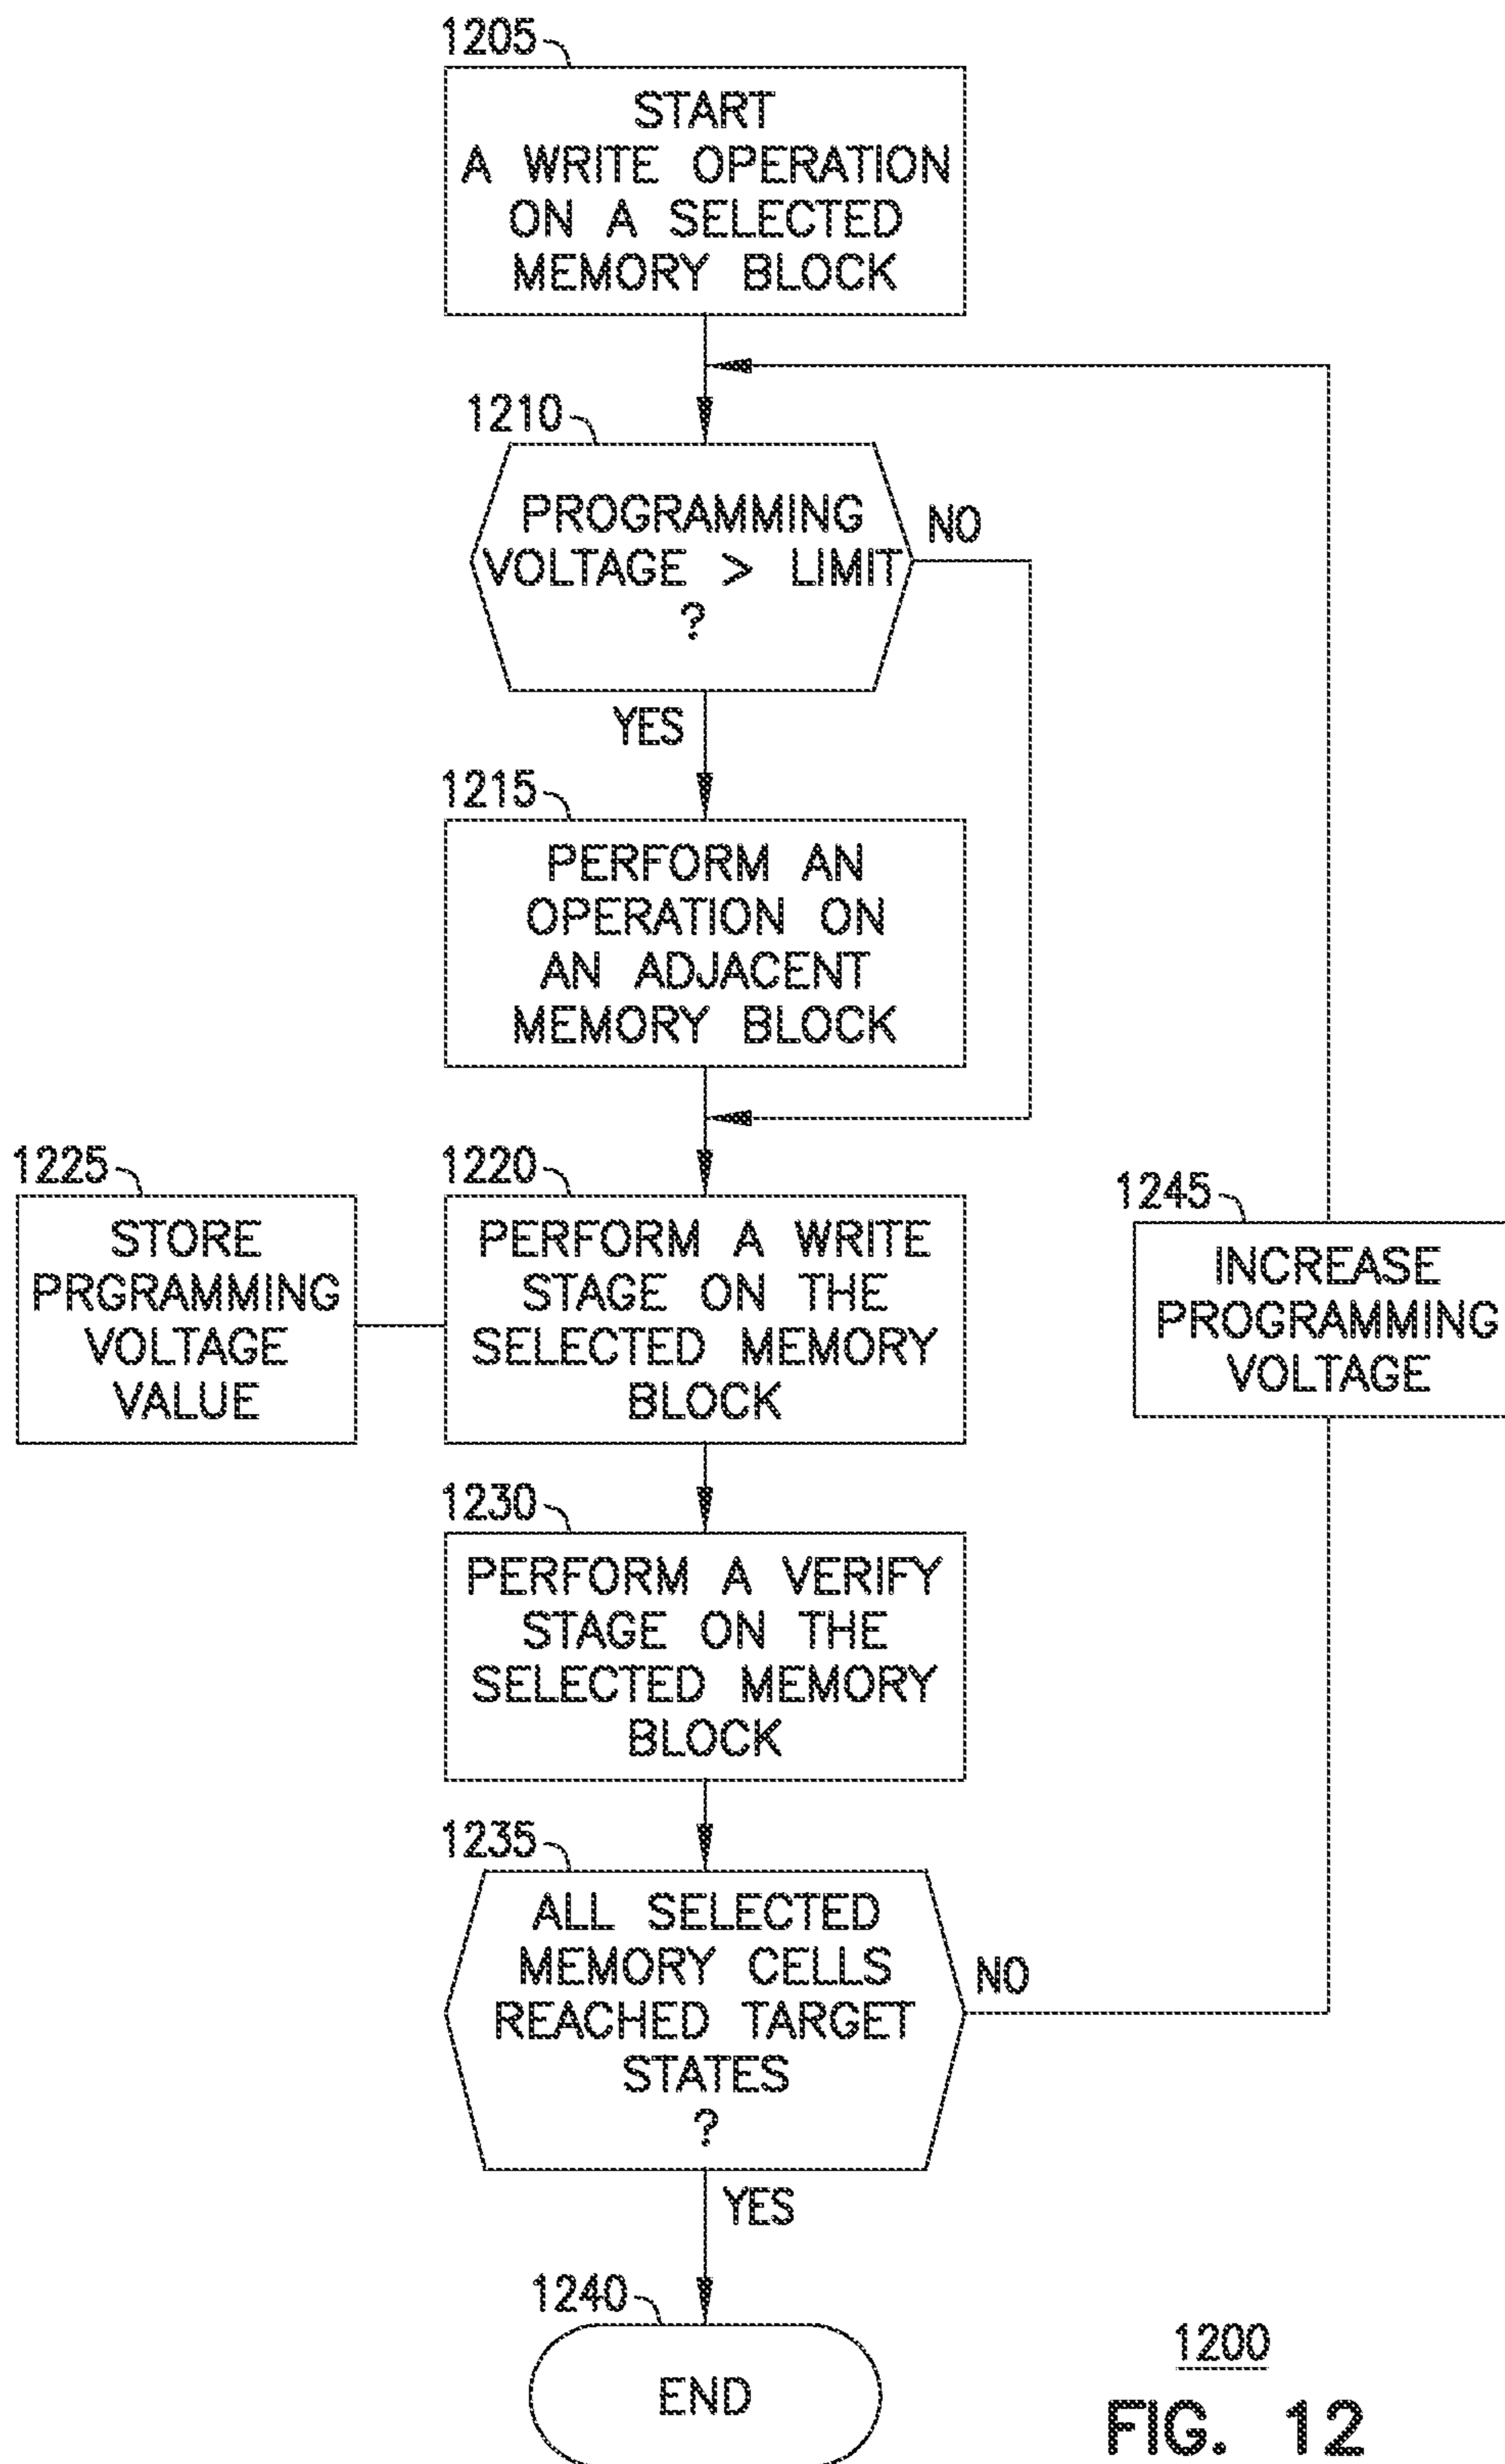 1205
START
A WRITE OPERATION
ON A SELECTED
MEMORY BLOCK
1210
PROGRAMMING
VOLTAGE > LIMIT
?
NO
YES
1215
PERFORM AN
OPERATION ON
AN ADJACENT
MEMORY BLOCK
1225
STORE
PRGRAMMING
VOLTAGE
VALUE
1220
PERFORM A WRITE
STAGE ON THE
SELECTED MEMORY
BLOCK
1245
INCREASE
PROGRAMMING
VOLTAGE
1230
PERFORM A VERIFY
STAGE ON THE
SELECTED MEMORY
BLOCK
1235
ALL SELECTED
MEMORY CELLS
REACHED TARGET
STATES
?
NO
YES
1240
END
1200
FIG. 12